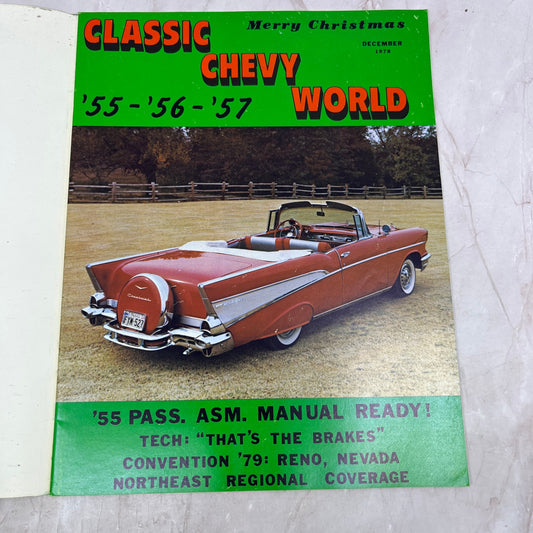 Merry Christmas
CLASSIC
DECEMBER
1978
CHEVY
'55-'56-'57 WORLD
'55 PASS. ASM. MANUAL READY!
TECH: "THAT'S THE BRAKES"
CONVENTION '79: RENO, NEVADA
NORTHEAST REGIONAL COVERAGE